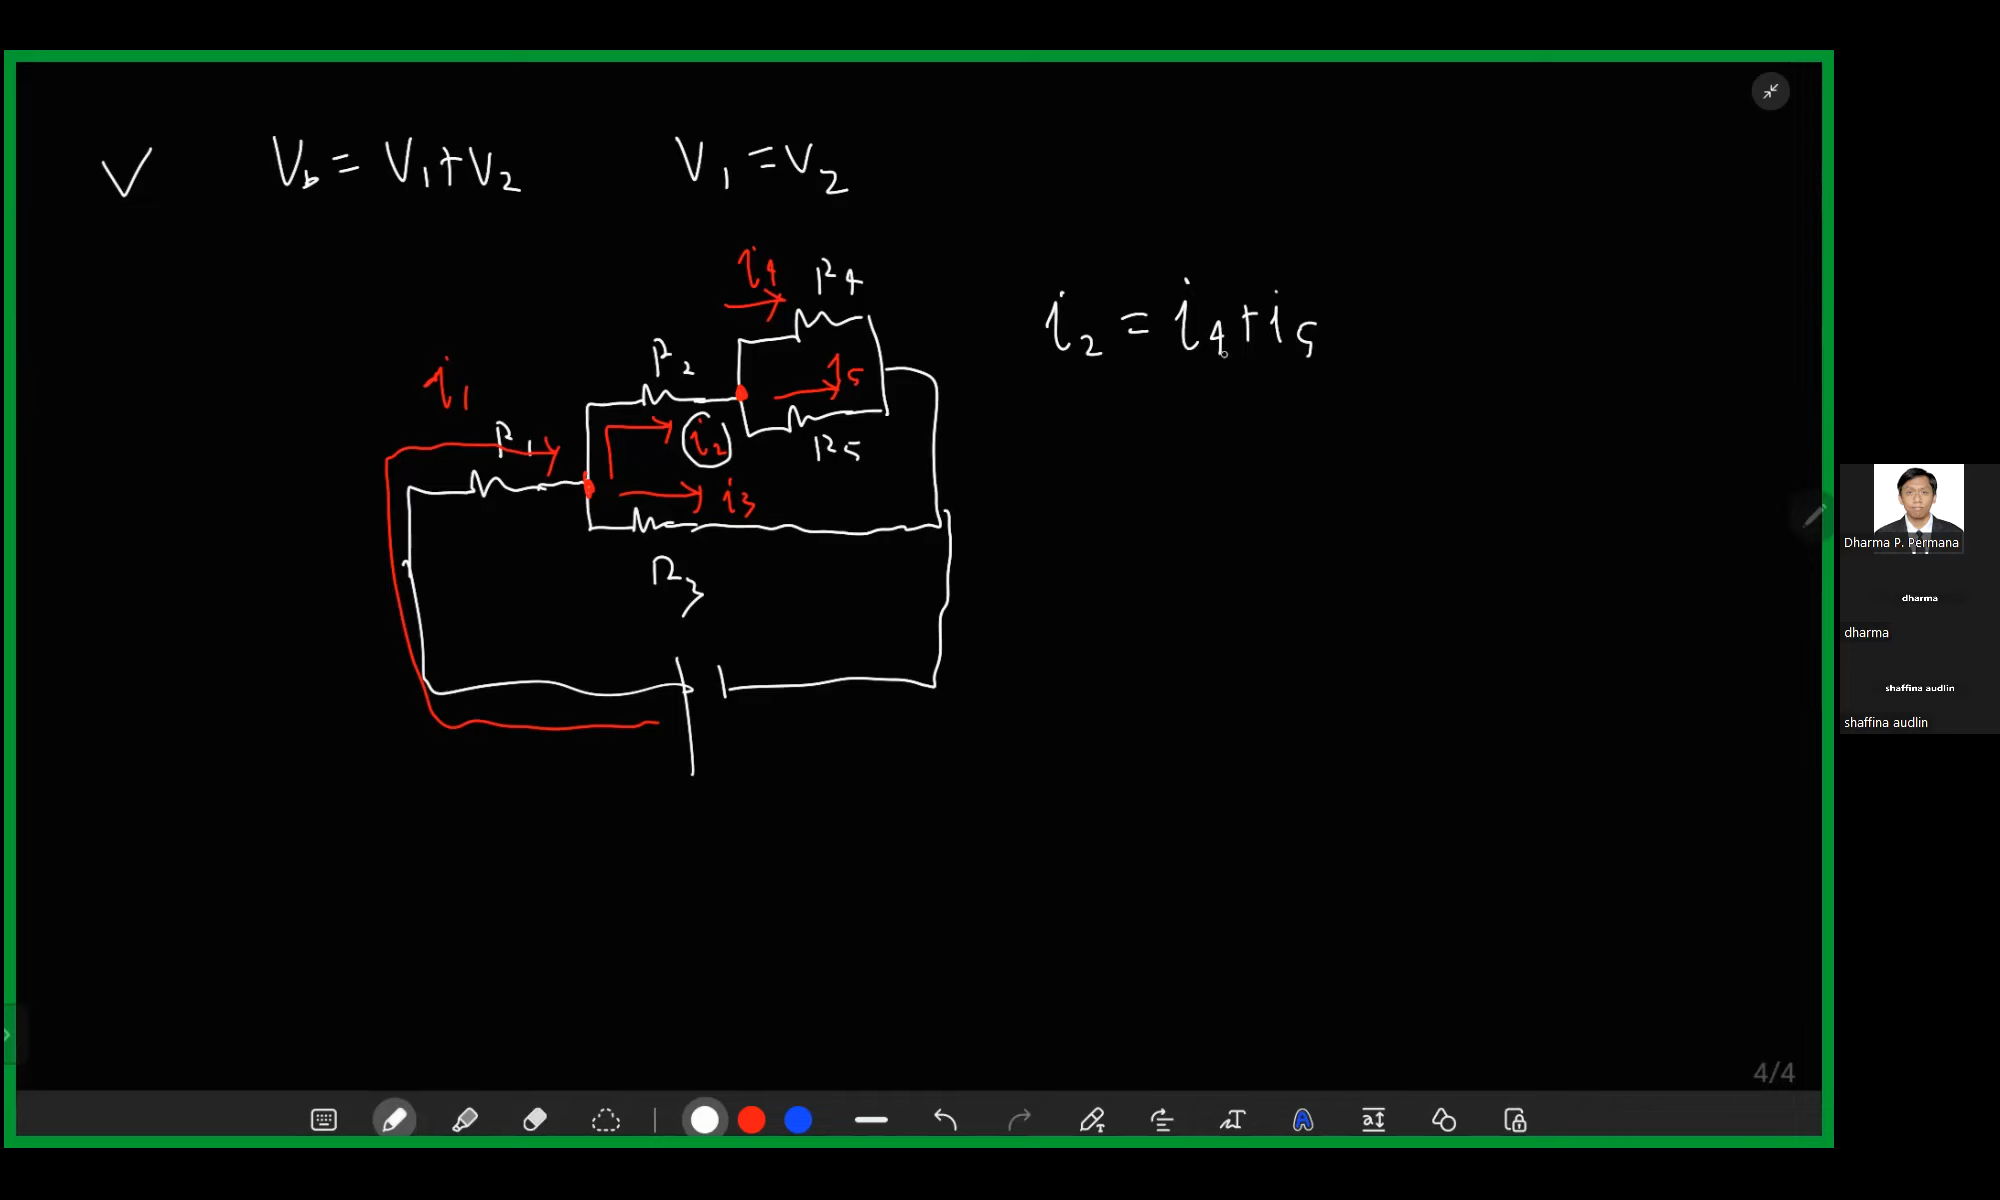 V Vb = V1+V2 V1 = V2
i4 R4
i2 = i4+i5
R2
i5
i1
R1 i2 R5
i3
R3
Dharma P. Permana
dharma
dharma
shaffina audlin
shaffina audlin
4/4